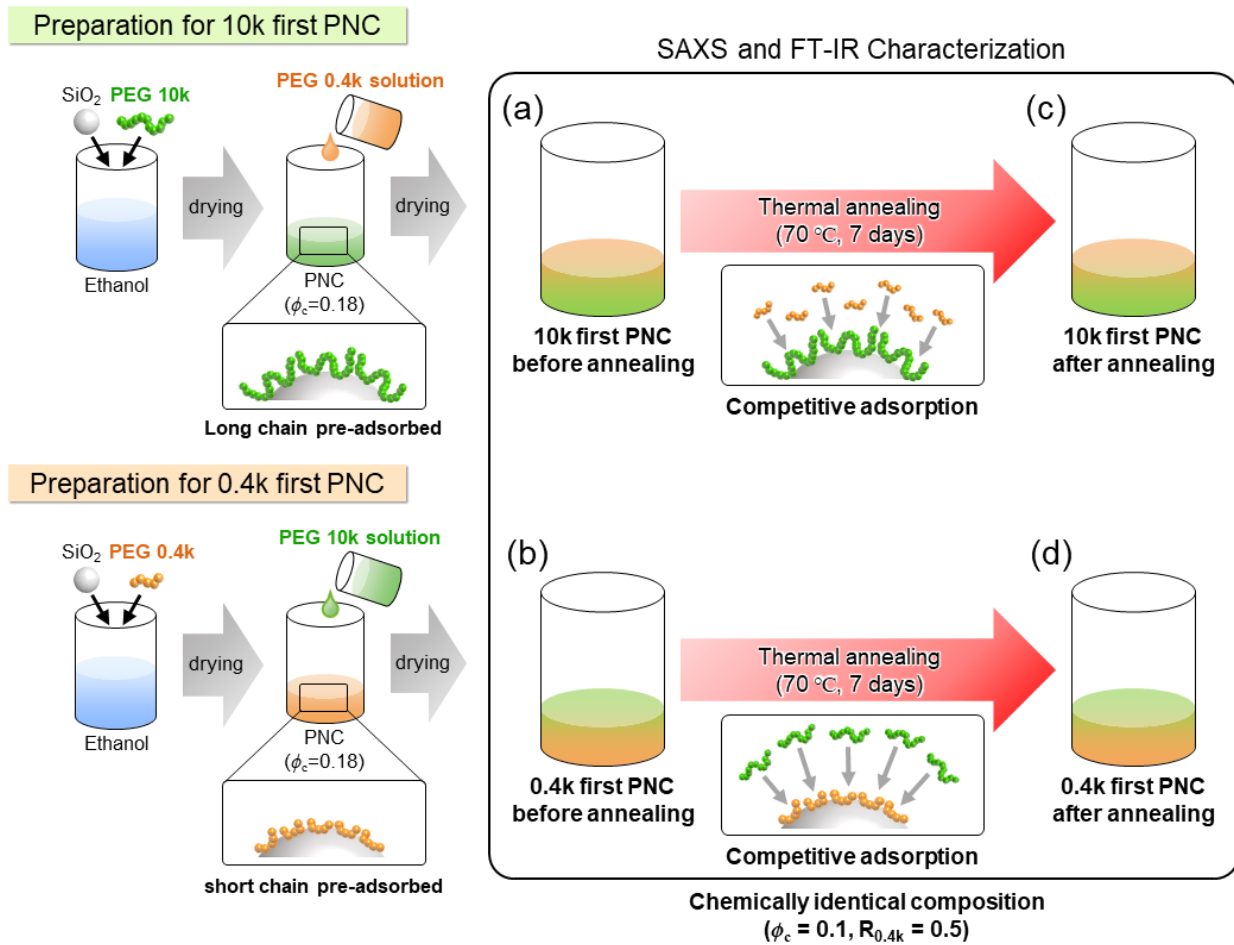 Preparation for 10k first PNC
SiO₂ PEG 10k
Ethanol
drying
PEG 0.4k solution
PNC
(ϕc=0.18)
Long chain pre-adsorbed
drying
SAXS and FT-IR Characterization
(a)
10k first PNC
before annealing
Thermal annealing
(70 ℃, 7 days)
Competitive adsorption
(c)
10k first PNC
after annealing
Preparation for 0.4k first PNC
SiO₂ PEG 0.4k
Ethanol
drying
PEG 10k solution
PNC
(ϕc=0.18)
short chain pre-adsorbed
drying
(b)
0.4k first PNC
before annealing
Thermal annealing
(70 ℃, 7 days)
Competitive adsorption
(d)
0.4k first PNC
after annealing
Chemically identical composition
(ϕc = 0.1, R0.4k = 0.5)